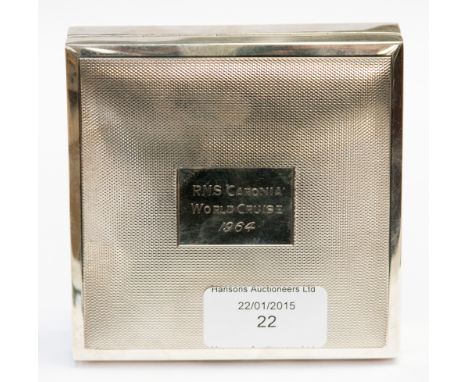 RMS 'CARONIA'
WORLD CRUISE
1964
Hansons Auctioneers Ltd
22/01/2015
22